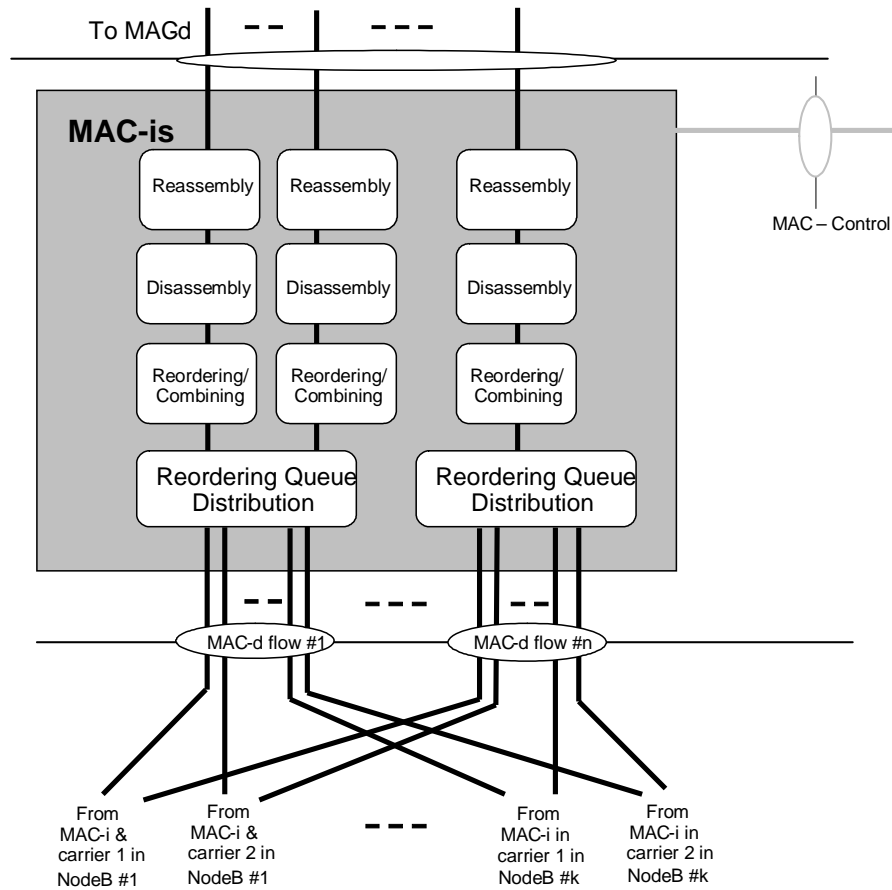 To MAGd
MAC-is
Reassembly
Reassembly
Reassembly
MAC – Control
Disassembly
Disassembly
Disassembly
Reordering/
Combining
Reordering/
Combining
Reordering/
Combining
Reordering Queue
Distribution
Reordering Queue
Distribution
MAC-d flow #1
MAC-d flow #n
From
MAC-i &
carrier 1 in
NodeB #1
From
MAC-i &
carrier 2 in
NodeB #1
From
MAC-i in
carrier 1 in
NodeB #k
From
MAC-i in
carrier 2 in
NodeB #k